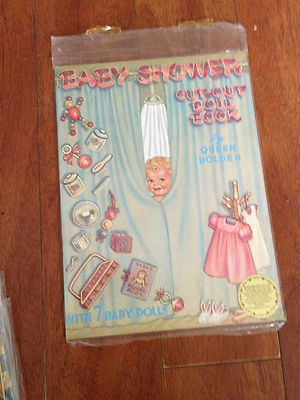 BABY SHOWER
CUT-OUT
DOLL
BOOK
by
QUEEN
HOLDEN
WITH 7 BABY DOLLS